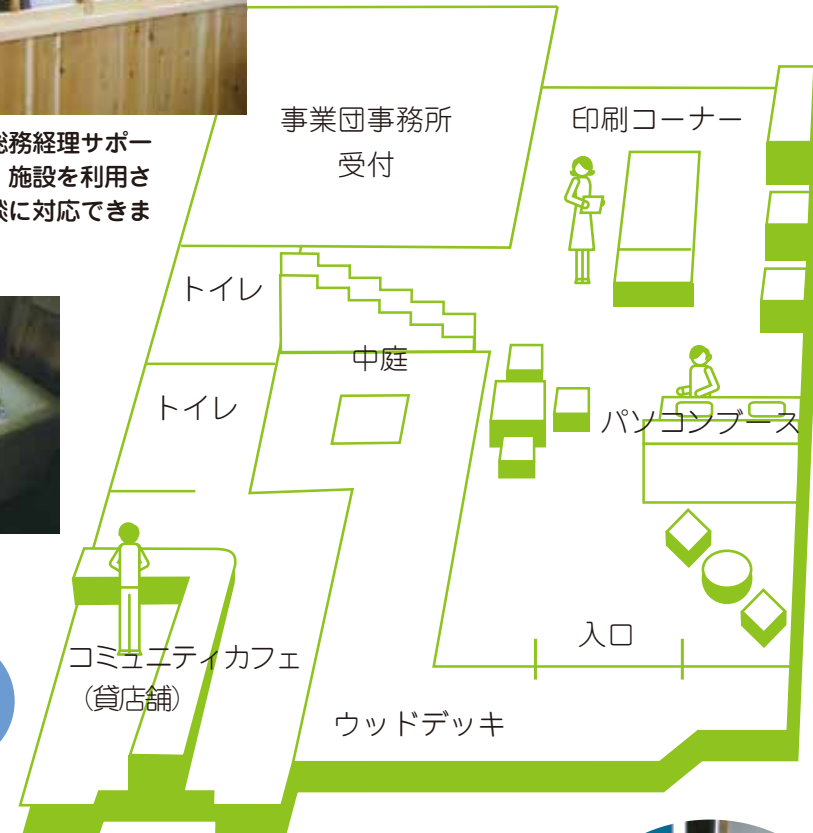 総務経理サポー
施設を利用さ
談に対応できま
事業団事務所
受付
印刷コーナー
トイレ
中庭
トイレ
パソコンブース
入口
コミュニティカフェ
（貸店舗）
ウッドデッキ